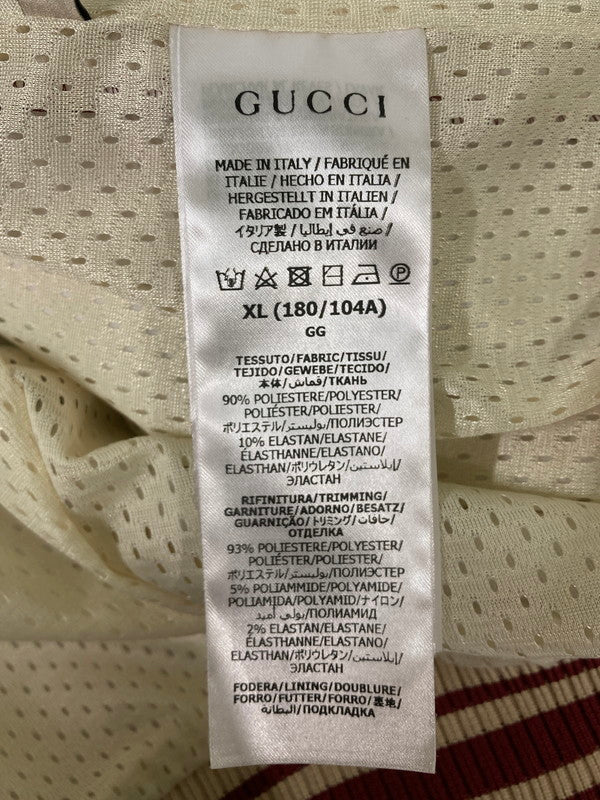 GUCCI
MADE IN ITALY / FABRIQUÉ EN
ITALIE / HECHO EN ITALIA /
HERGESTELLT IN ITALIEN /
FABRICADO EM ITÁLIA /
イタリア製 / صنع في إيطاليا /
СДЕЛАНО В ИТАЛИИ
XL (180/104A)
GG
TESSUTO/FABRIC/TISSU/
TEJIDO/GEWEBE/TECIDO/
本体/قماش/ТКАНЬ
90% POLIESTERE/POLYESTER/
POLIÉSTER/POLIESTER/
ポリエステル/بوليستر/ПОЛИЭСТЕР
10% ELASTAN/ELASTANE/
ÉLASTHANNE/ELASTANO/
ELASTHAN/ポリウレタン/إيلاستين/
ЭЛАСТАН
RIFINITURA/TRIMMING/
GARNITURE/ADORNO/BESATZ/
GUARNIÇÃO/トリミング/حافات/
ОТДЕЛКА
93% POLIESTERE/POLYESTER/
POLIÉSTER/POLIESTER/
ポリエステル/بوليستر/ПОЛИЭСТЕР
5% POLIAMMIDE/POLYAMIDE/
POLIAMIDA/POLYAMID/ナイロン/
بولي أميد/ПОЛИАМИД
2% ELASTAN/ELASTANE/
ÉLASTHANNE/ELASTANO/
ELASTHAN/ポリウレタン/إيلاستين/
ЭЛАСТАН
FODERA/LINING/DOUBLURE/
FORRO/FUTTER/FORRO/裏地/
البطانة/ПОДКЛАДКА